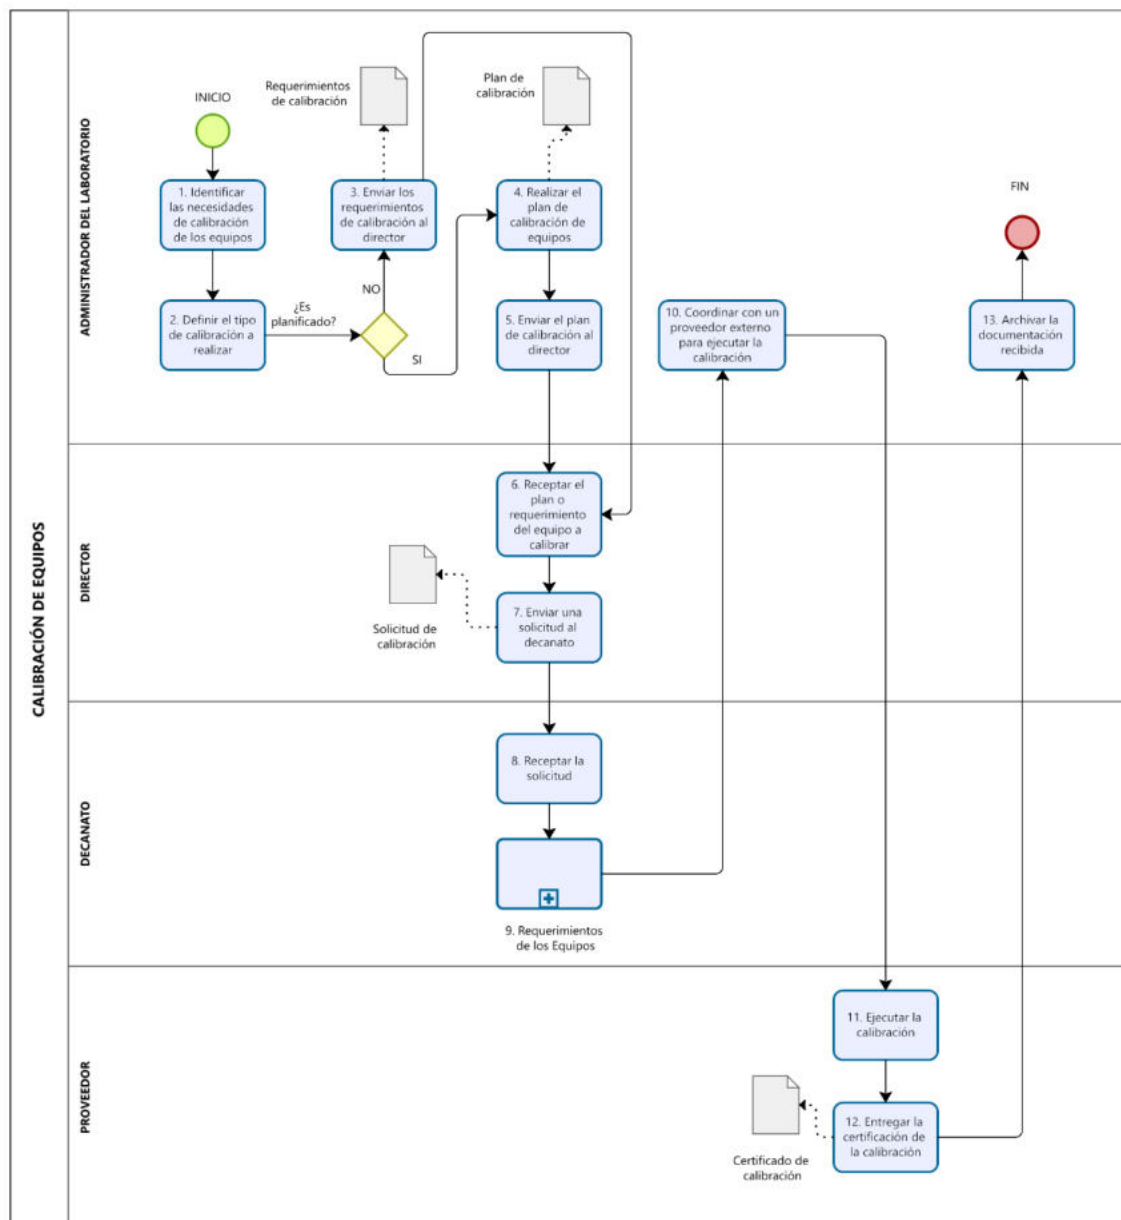 CALIBRACIÓN DE EQUIPOS
ADMINISTRADOR DEL LABORATORIO
INICIO
1. Identificar
las necesidades
de calibración
de los equipos
2. Definir el tipo
de calibración a
realizar
¿Es
planificado?
NO
SI
Requerimientos
de calibración
3. Enviar los
requerimientos
de calibración al
director
Plan de
calibración
4. Realizar el
plan de
calibración de
equipos
5. Enviar el plan
de calibración al
director
10. Coordinar con un
proveedor externo
para ejecutar la
calibración
FIN
13. Archivar la
documentación
recibida
DIRECTOR
6. Receptar el
plan o
requerimiento
del equipo a
calibrar
7. Enviar una
solicitud al
decanato
Solicitud de
calibración
DECANATO
8. Receptar la
solicitud
9. Requerimientos
de los Equipos
PROVEEDOR
11. Ejecutar la
calibración
12. Entregar la
certificación de
la calibración
Certificado de
calibración